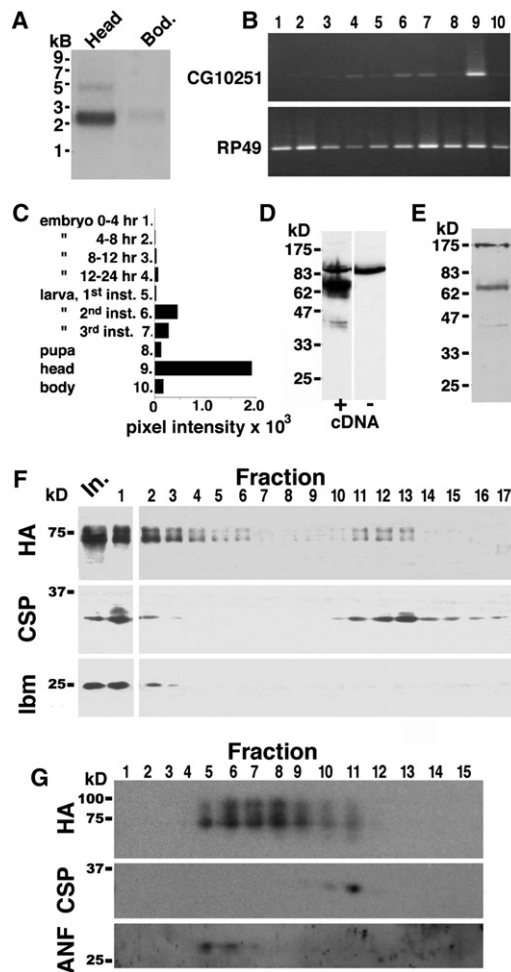 A
kB
Head
Bod.
9-
7-
5-
3-
2-
1-
B
1 2 3 4 5 6 7 8 9 10
CG10251
RP49
C
embryo 0-4 hr 1.
" 4-8 hr 2.
" 8-12 hr 3.
" 12-24 hr 4.
larva, 1st inst. 5.
" 2nd inst. 6.
" 3rd inst. 7.
pupa 8.
head 9.
body 10.
0 1.0 2.0
pixel intensity x 10³
D
kD
175-
83-
62-
47-
33-
25-
+ -
cDNA
E
kD
175-
83-
62-
47-
33-
25-
F
Fraction
kD In. 1 2 3 4 5 6 7 8 9 10 11 12 13 14 15 16 17
HA
75-
CSP
37-
lbm
25-
G
Fraction
kD 1 2 3 4 5 6 7 8 9 10 11 12 13 14 15
HA
100-
75-
CSP
37-
ANF
25-